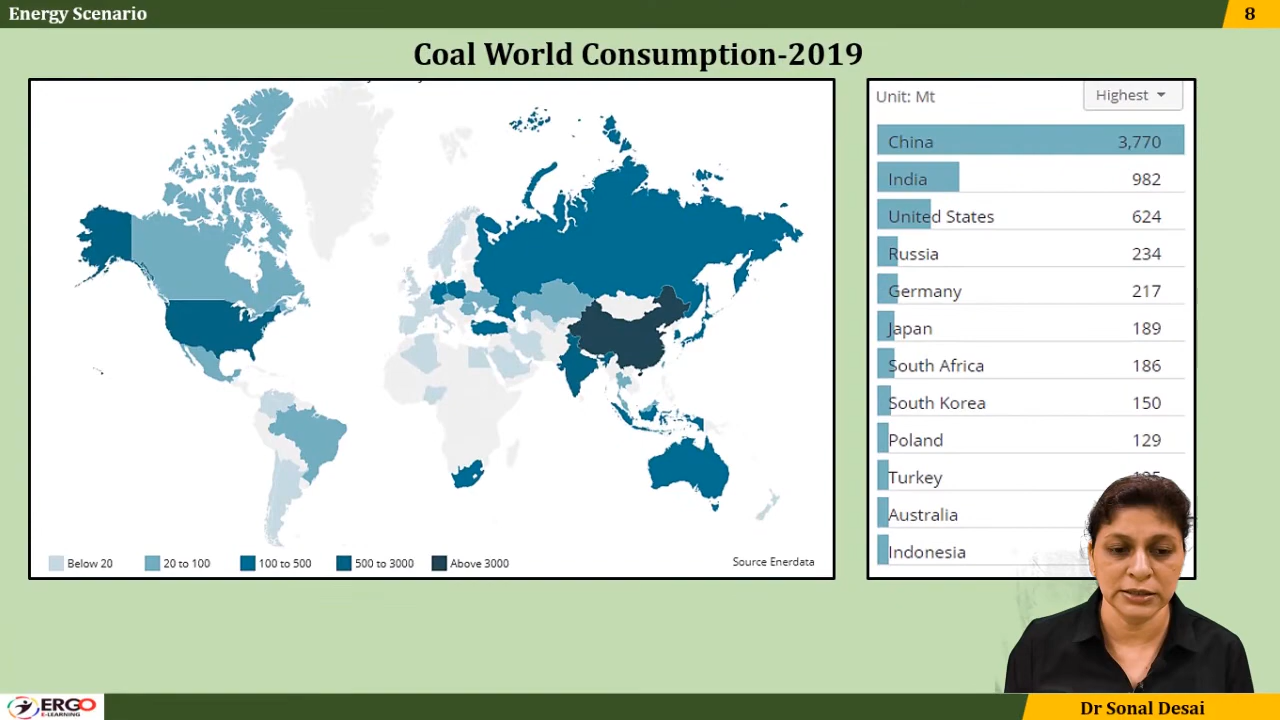 Energy Scenario
8
Coal World Consumption-2019
Below 20
20 to 100
100 to 500
500 to 3000
Above 3000
Source Enerdata
Unit: Mt
Highest
China 3,770
India 982
United States 624
Russia 234
Germany 217
Japan 189
South Africa 186
South Korea 150
Poland 129
Turkey
Australia
Indonesia
ERGO
E-LEARNING
Dr Sonal Desai